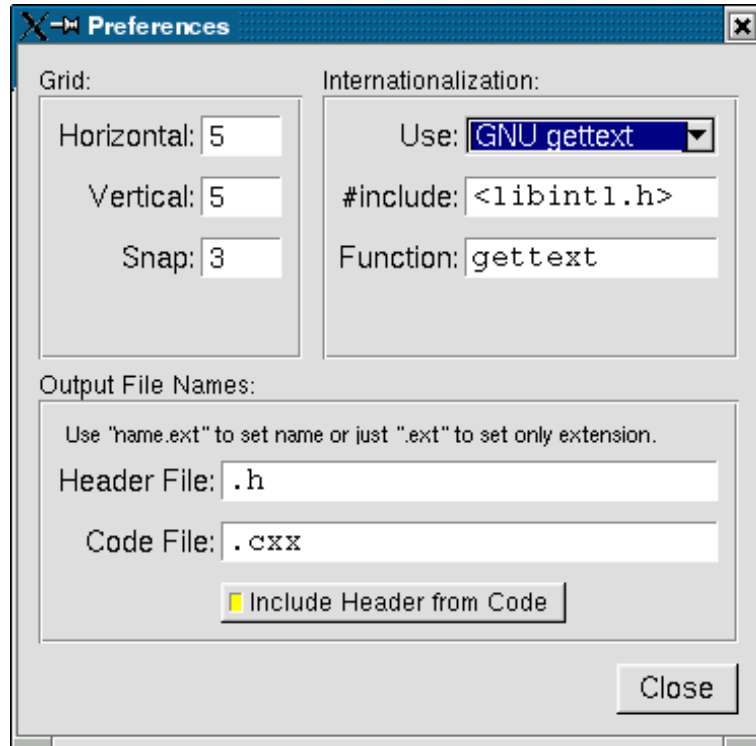 Preferences
Grid:
Horizontal: 5
Vertical: 5
Snap: 3
Internationalization:
Use: GNU gettext
#include: <libintl.h>
Function: gettext
Output File Names:
Use "name.ext" to set name or just ".ext" to set only extension.
Header File: .h
Code File: .cxx
Include Header from Code
Close